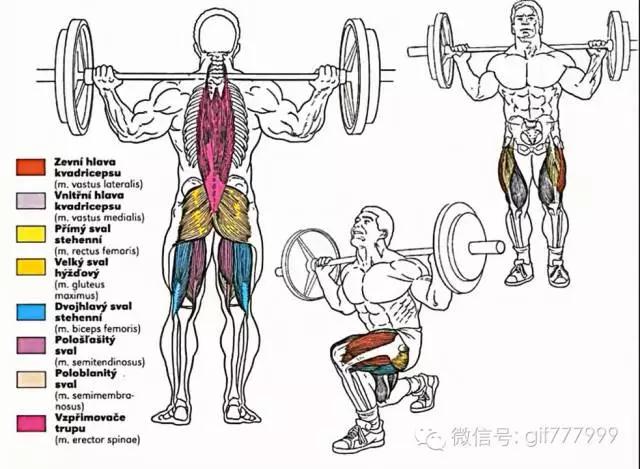 Zevní hlava
kvadricepsu
(m. vastus lateralis)
Vnitřní hlava
kvadricepsu
(m. vastus medialis)
Přímý sval
stehenní
(m. rectus femoris)
Velký sval
hýžďový
(m. gluteus
maximus)
Dvojhlavý sval
stehenní
(m. biceps femoris)
Pološlašitý
sval
(m. semitendinosus)
Poloblanitý
sval
(m. semimembra-
nosus)
Vzpřimovače
trupu
(m. erector spinae)
微信号: gif777999